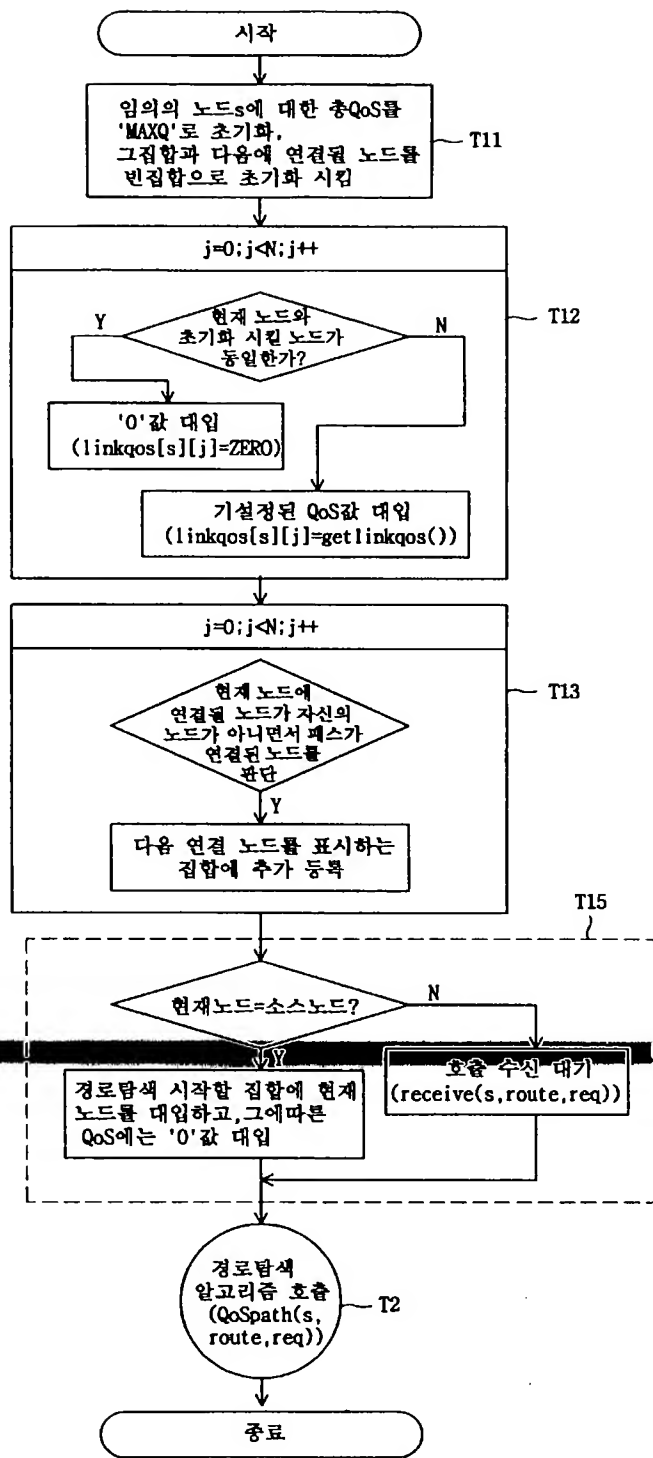 시작
임의의 노드s에 대한 총QoS를
'MAXQ'로 초기화,
그집합과 다음에 연결될 노드를
빈집합으로 초기화 시킴
T11
j=0;j<N;j++
T12
현재 노드와
초기화 시킬 노드가
동일한가?
Y
N
'0'값 대입
(linkqos[s][j]=ZERO)
기설정된 QoS값 대입
(linkqos[s][j]=getlinkqos())
j=0;j<N;j++
T13
현재 노드에
연결될 노드가 자신의
노드가 아니면서 패스가
연결된 노드를
판단
Y
다음 연결 노드를 표시하는
집합에 추가 등록
T15
현재노드=소스노드?
N
Y
경로탐색 시작할 집합에 현재
노드를 대입하고,그에따른
QoS에는 '0'값 대입
호출 수신 대기
(receive(s,route,req))
경로탐색
알고리즘 호출
(QoSpath(s,
route,req))
T2
종료